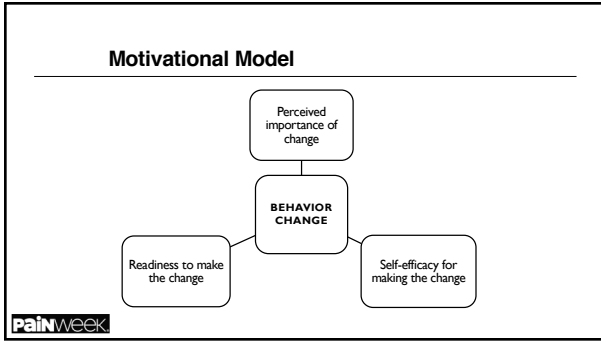 Motivational Model
Perceived
importance of
change
BEHAVIOR
CHANGE
Readiness to make
the change
Self-efficacy for
making the change
PaiNWeeK.